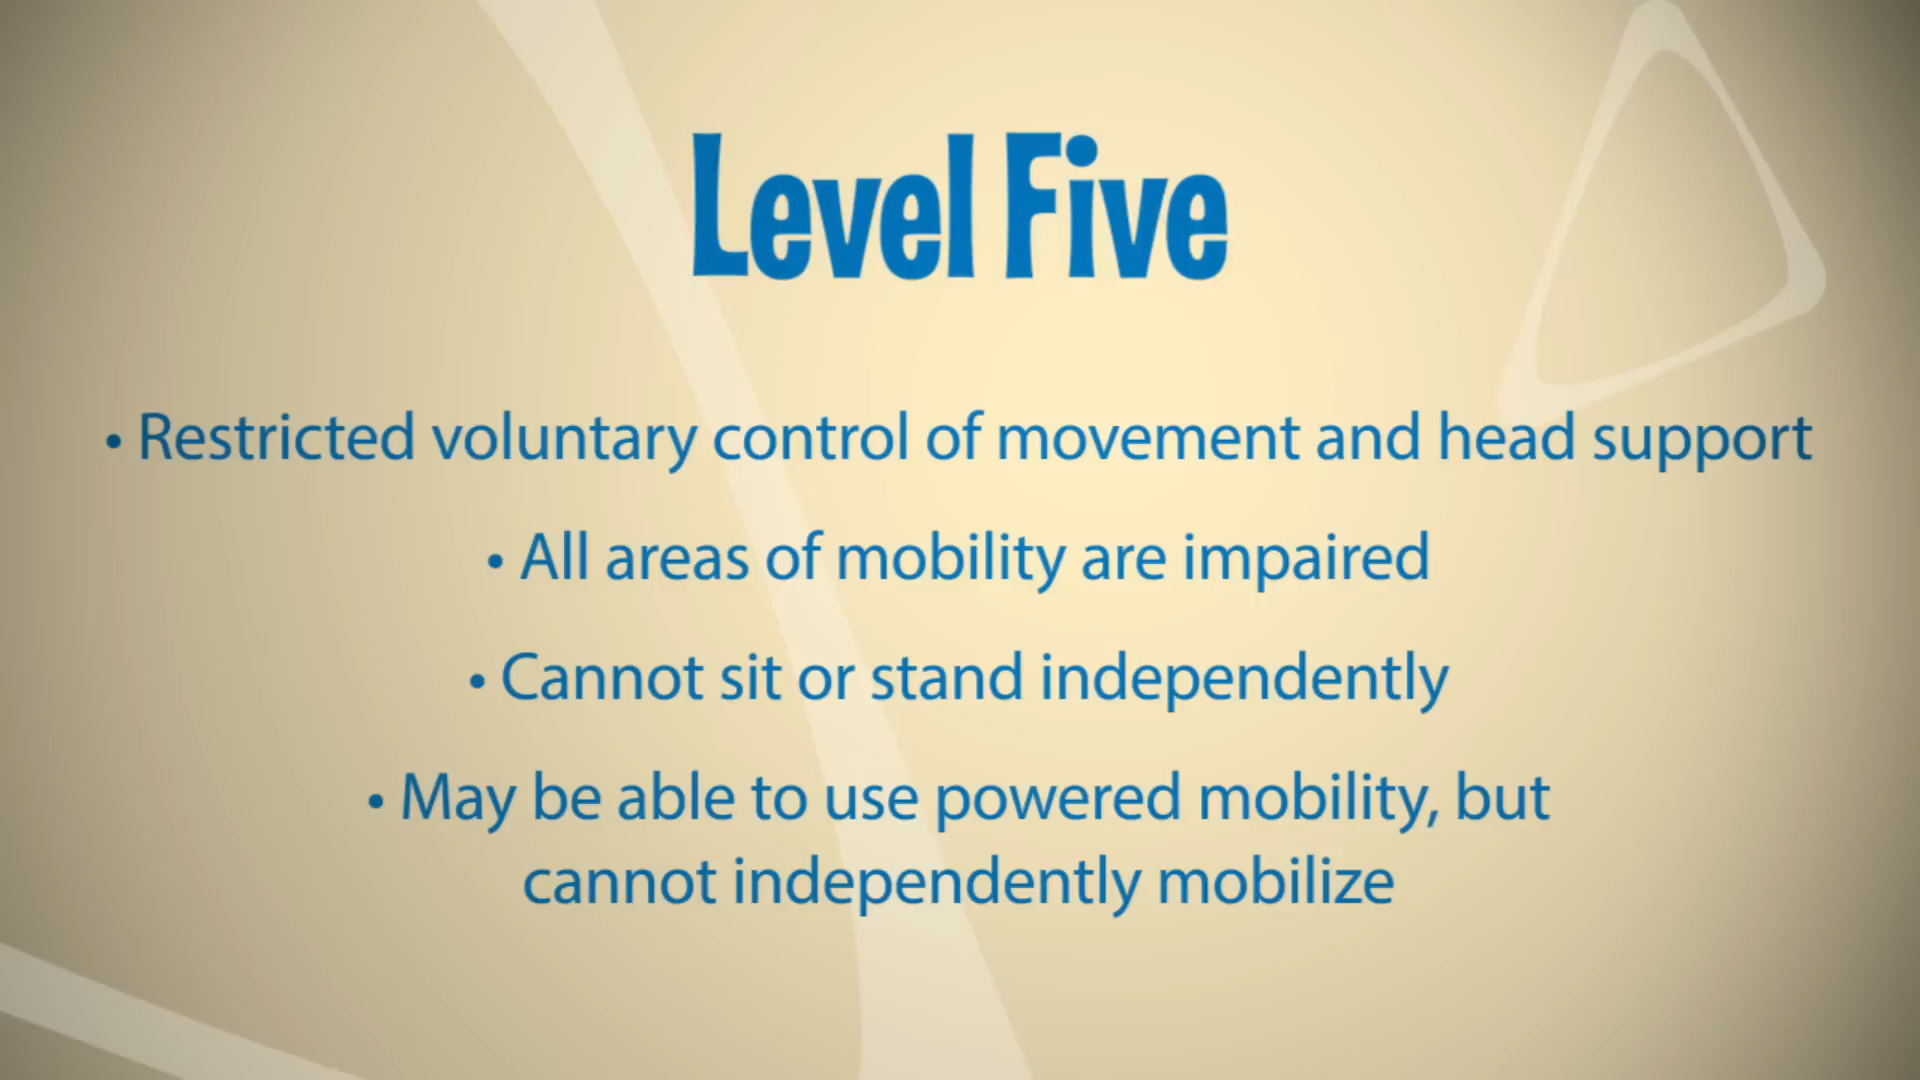 Level Five
• Restricted voluntary control of movement and head support
• All areas of mobility are impaired
• Cannot sit or stand independently
• May be able to use powered mobility, but
cannot independently mobilize